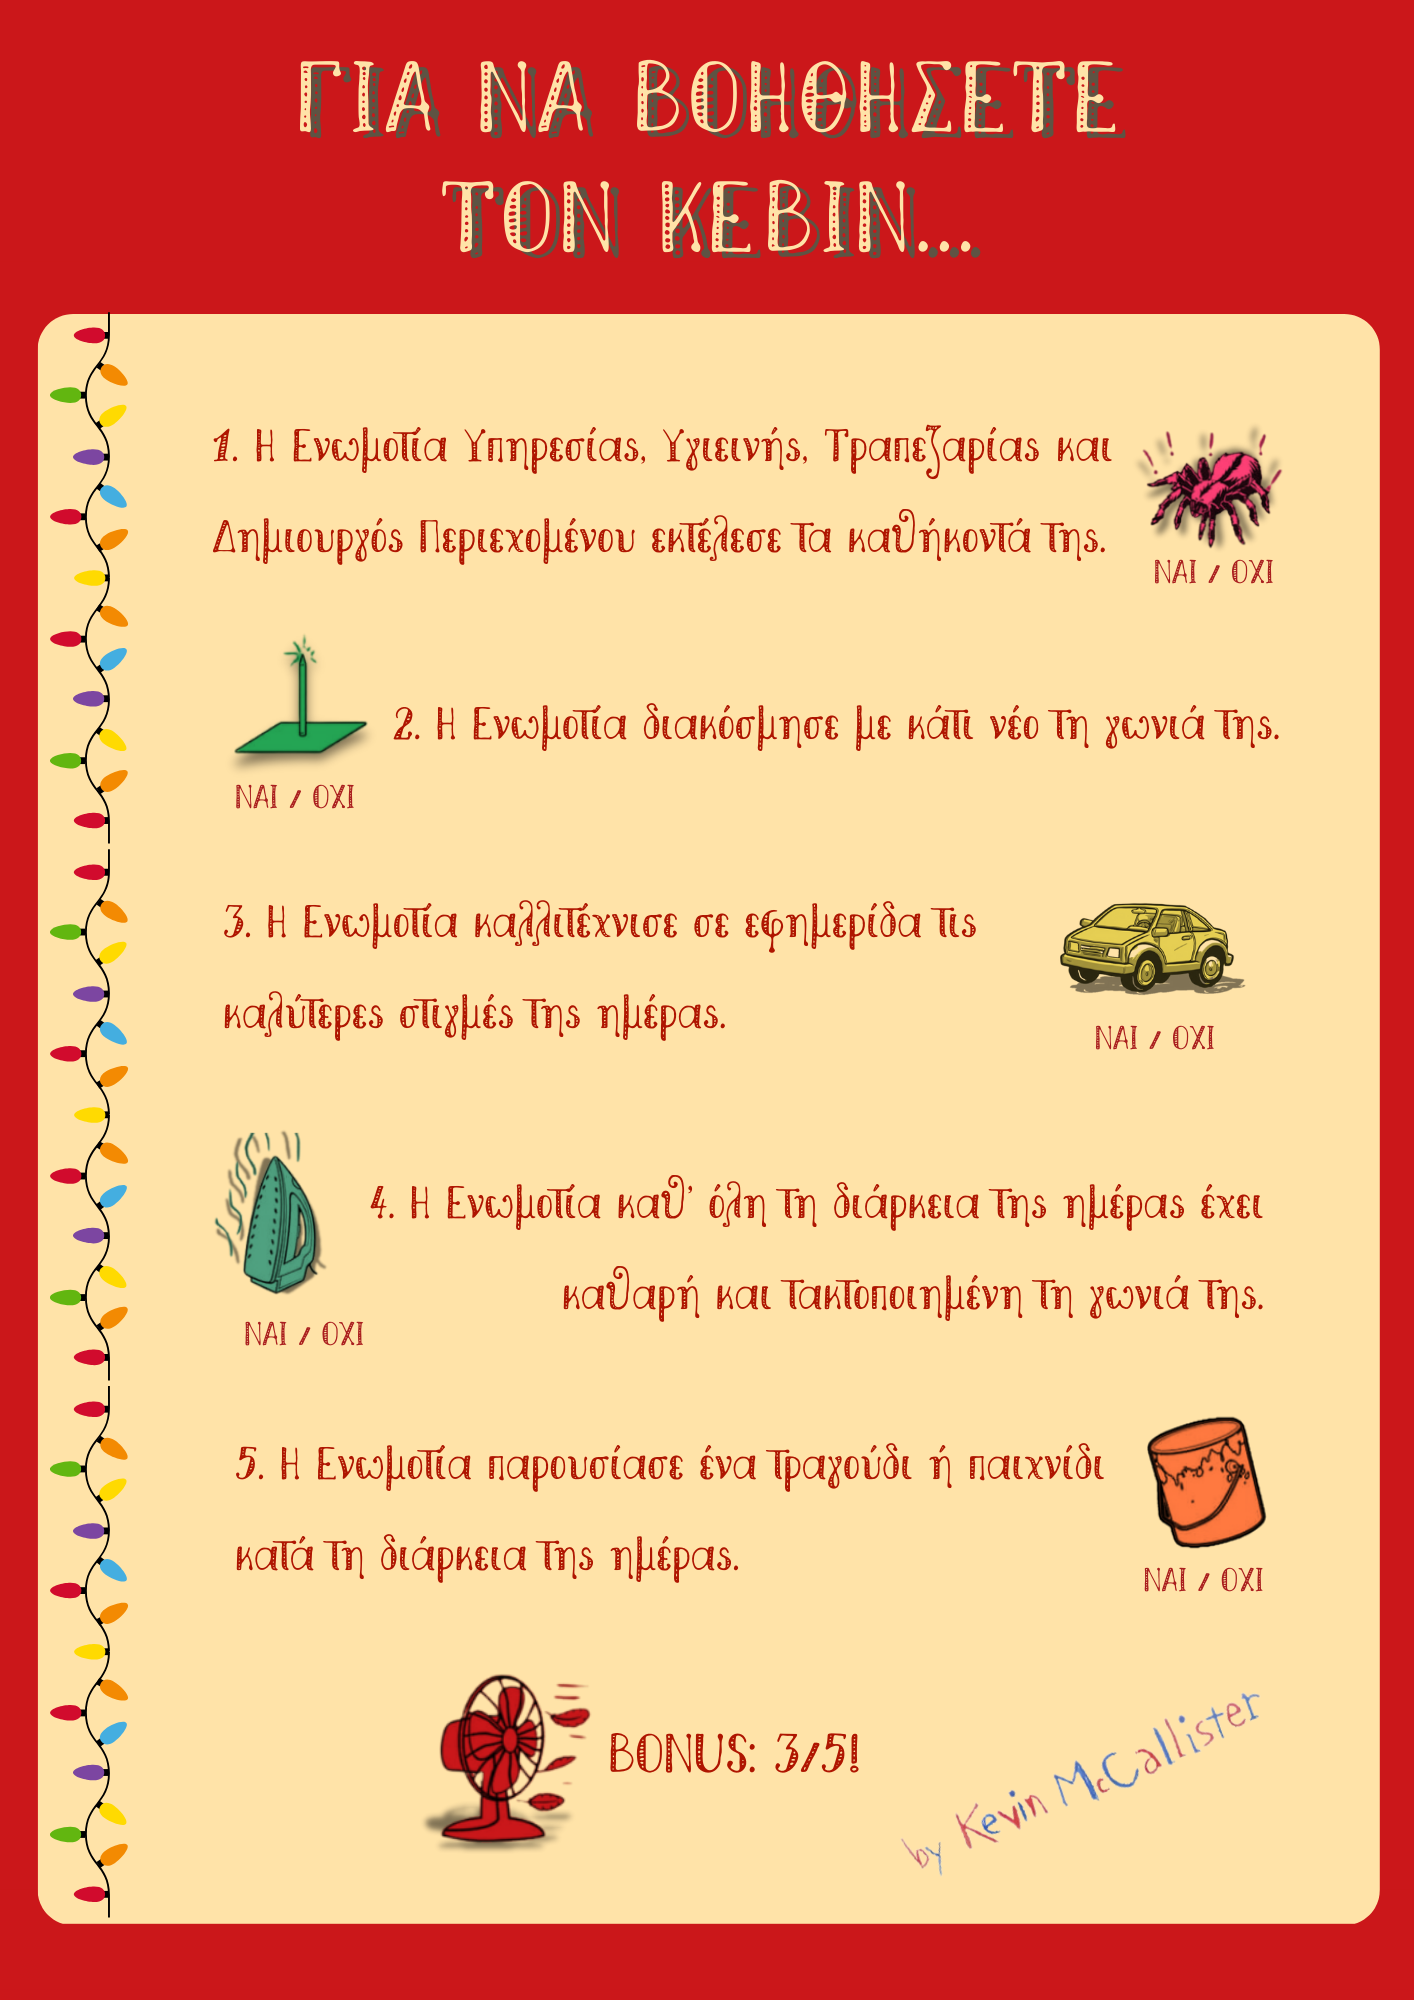 ΓΙΑ ΝΑ ΒΟΗΘΗΣΕΤΕ
ΤΟΝ ΚΕΒΙΝ...
1. Η Ενωμοτία Υπηρεσίας, Υγιεινής, Τραπεζαρίας και
Δημιουργός Περιεχομένου εκτέλεσε τα καθήκοντά της.
ΝΑΙ / ΟΧΙ
2. Η Ενωμοτία διακόσμησε με κάτι νέο τη γωνιά της.
ΝΑΙ / ΟΧΙ
3. Η Ενωμοτία καλλιτέχνισε σε εφημερίδα τις
καλύτερες στιγμές της ημέρας.
ΝΑΙ / ΟΧΙ
4. Η Ενωμοτία καθ' όλη τη διάρκεια της ημέρας έχει
καθαρή και τακτοποιημένη τη γωνιά της.
ΝΑΙ / ΟΧΙ
5. Η Ενωμοτία παρουσίασε ένα τραγούδι ή παιχνίδι
κατά τη διάρκεια της ημέρας.
ΝΑΙ / ΟΧΙ
BONUS: 3/5!
by Kevin McCallister